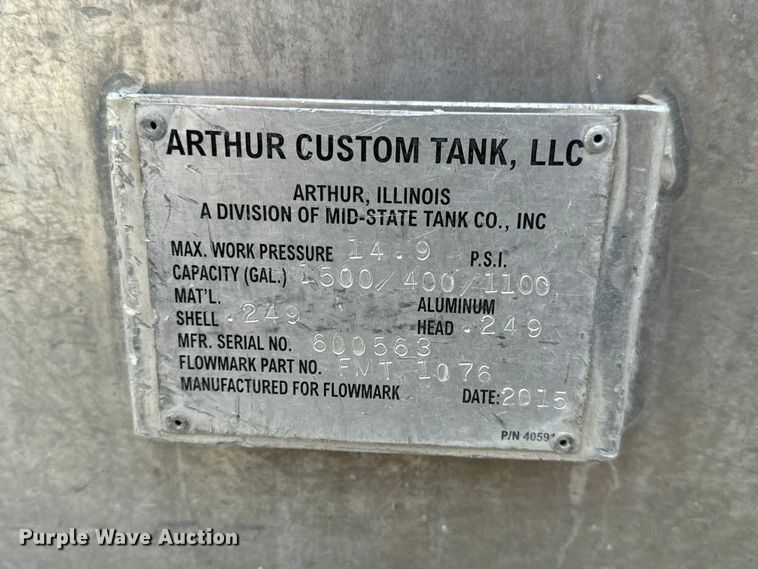 ARTHUR CUSTOM TANK, LLC
ARTHUR, ILLINOIS
A DIVISION OF MID-STATE TANK CO., INC
MAX. WORK PRESSURE 14.9 P.S.I.
CAPACITY (GAL.) 1500/400/1100
MAT'L. ALUMINUM
SHELL .249 HEAD .249
MFR. SERIAL NO. 600563
FLOWMARK PART NO. FMT 1076
MANUFACTURED FOR FLOWMARK DATE: 2015
P/N
Purple Wave Auction